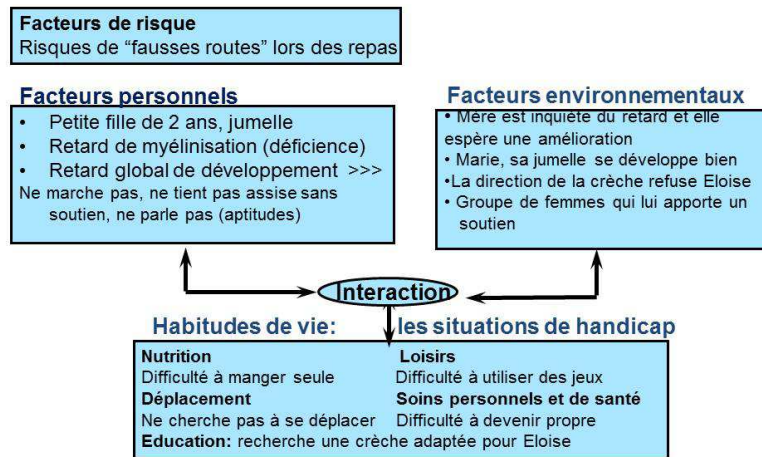 Facteurs de risque
Risques de “fausses routes” lors des repas
Facteurs personnels
• Petite fille de 2 ans, jumelle
• Retard de myélinisation (déficience)
• Retard global de développement >>>
Ne marche pas, ne tient pas assise sans
soutien, ne parle pas (aptitudes)
Facteurs environnementaux
• Mère est inquiète du retard et elle
espère une amélioration
• Marie, sa jumelle se développe bien
•La direction de la crèche refuse Eloise
• Groupe de femmes qui lui apporte un
soutien
Interaction
Habitudes de vie: les situations de handicap
Nutrition Loisirs
Difficulté à manger seule Difficulté à utiliser des jeux
Déplacement Soins personnels et de santé
Ne cherche pas à se déplacer Difficulté à devenir propre
Education: recherche une crèche adaptée pour Eloise